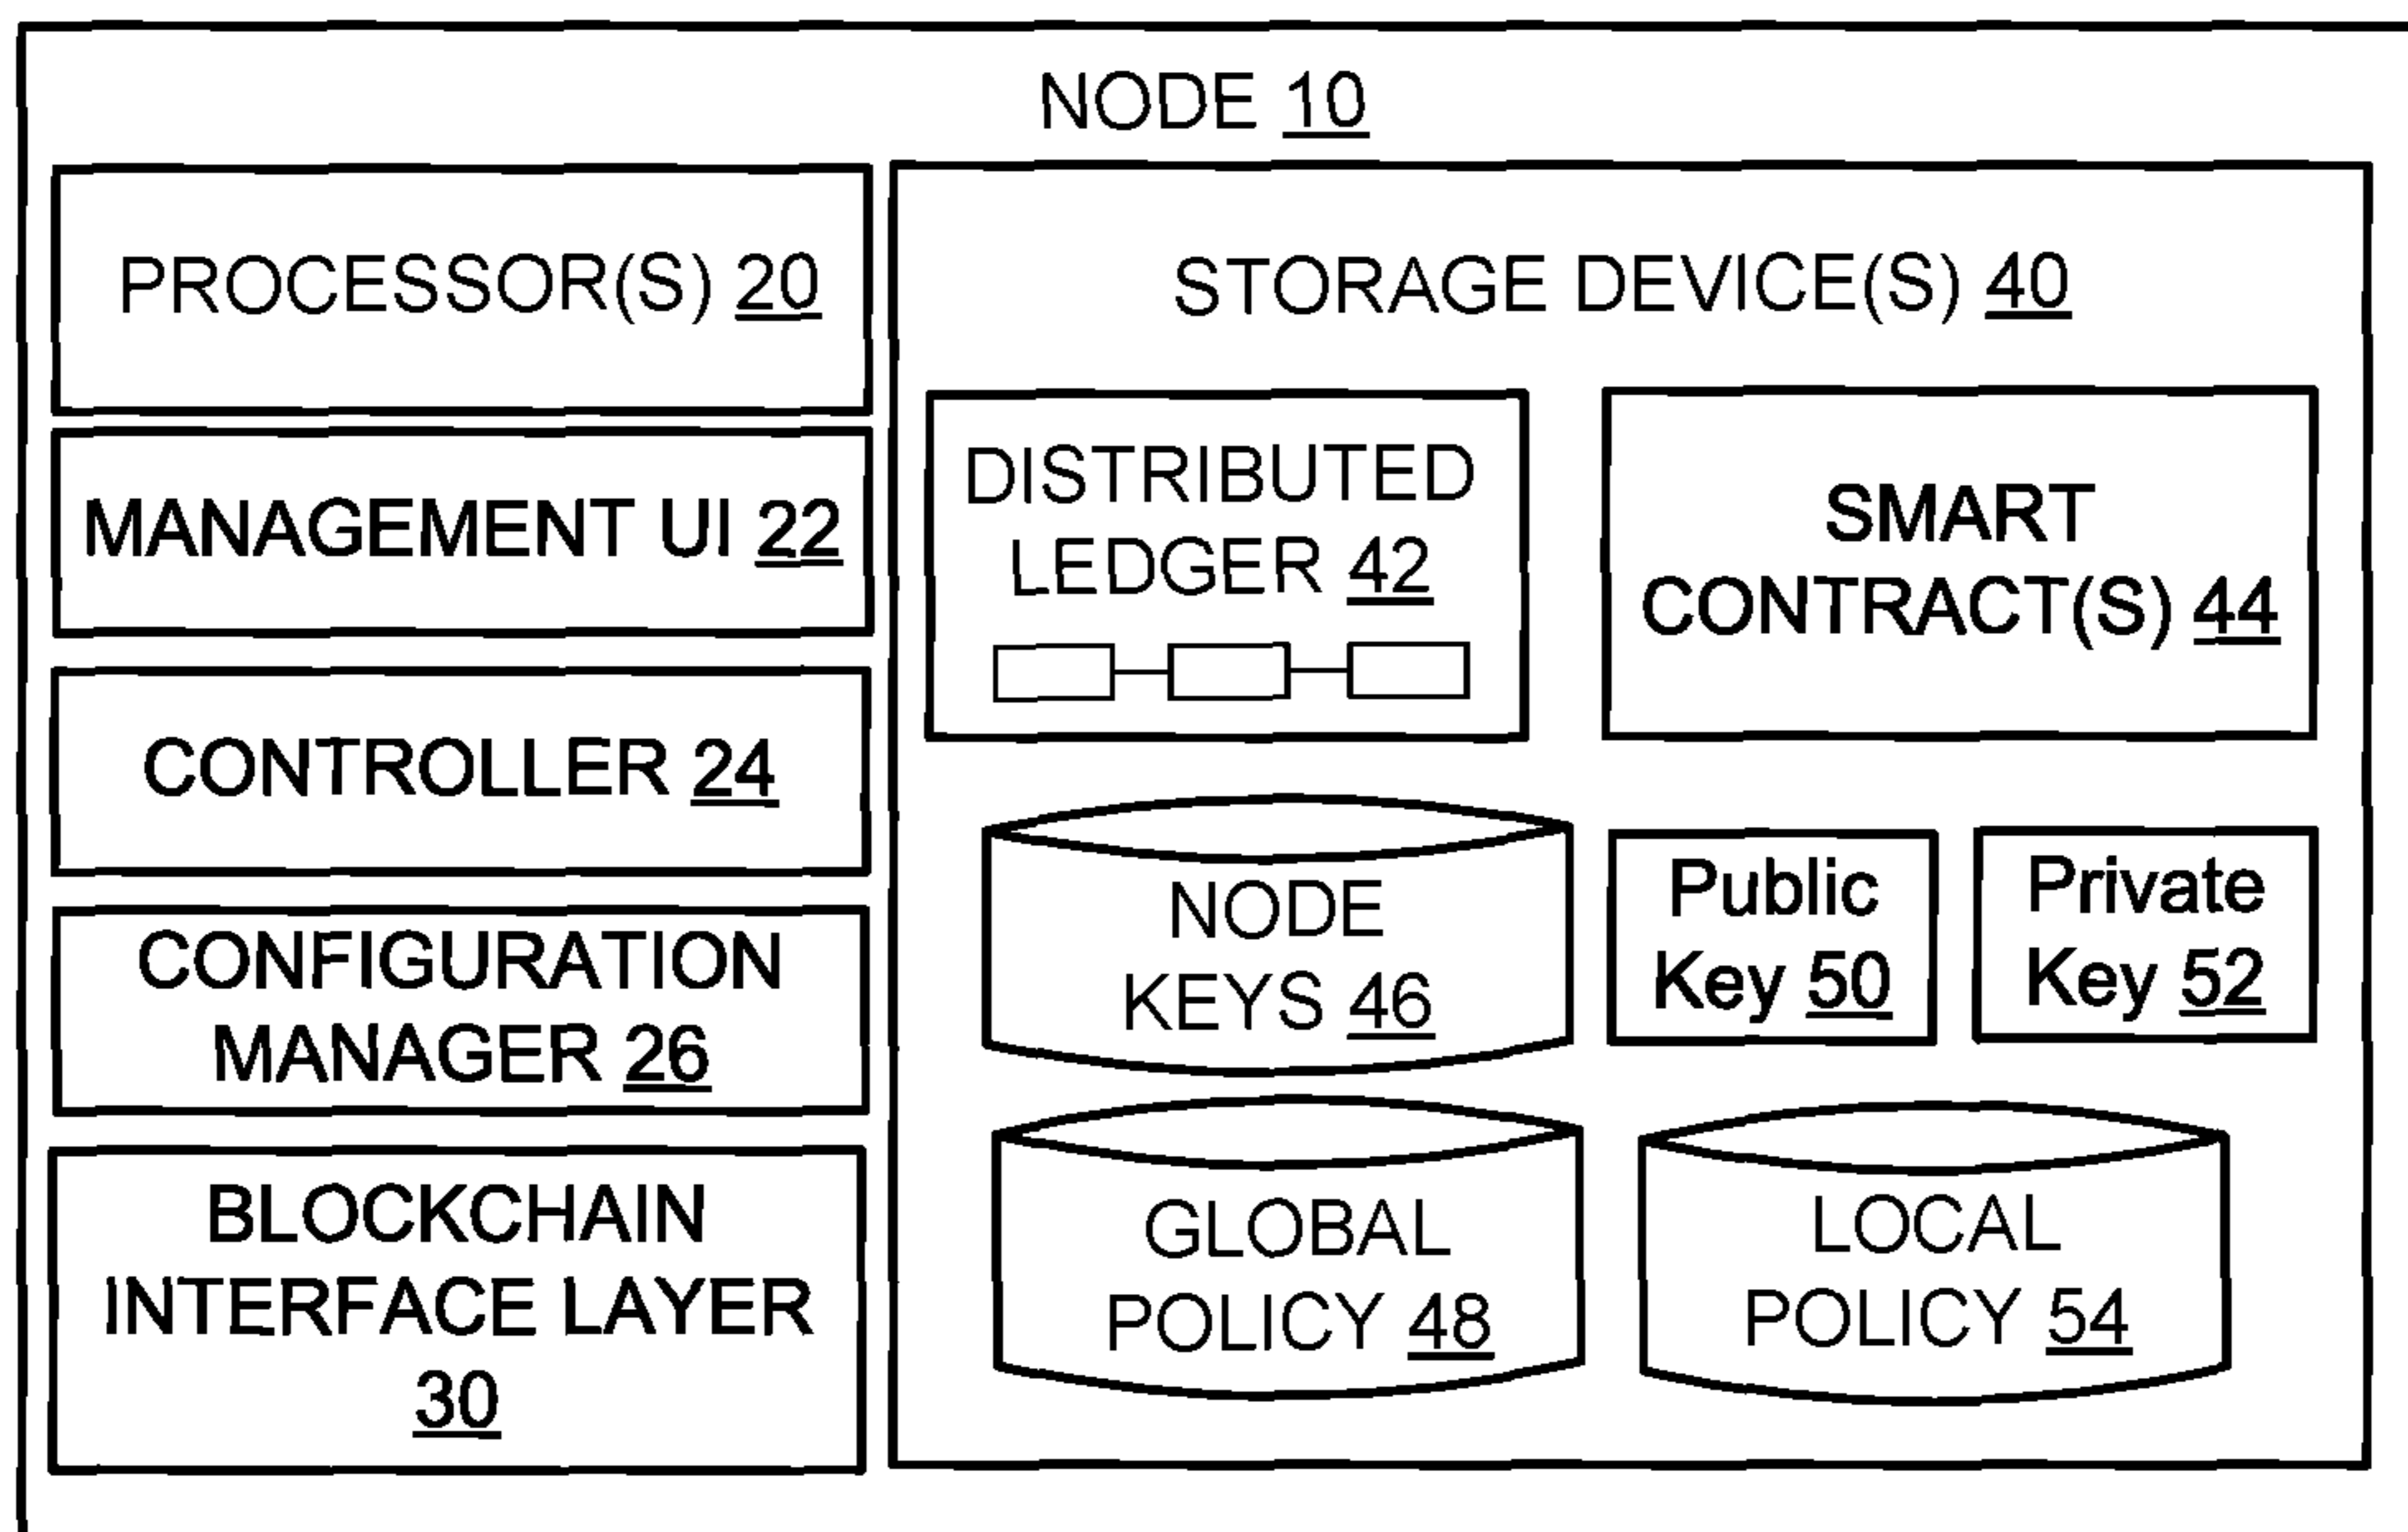 NODE 10
PROCESSOR(S) 20
MANAGEMENT UI 22
CONTROLLER 24
CONFIGURATION
MANAGER 26
BLOCKCHAIN
INTERFACE LAYER
30
STORAGE DEVICE(S) 40
DISTRIBUTED
LEDGER 42
SMART
CONTRACT(S) 44
NODE
KEYS 46
Public
Key 50
Private
Key 52
GLOBAL
POLICY 48
LOCAL
POLICY 54